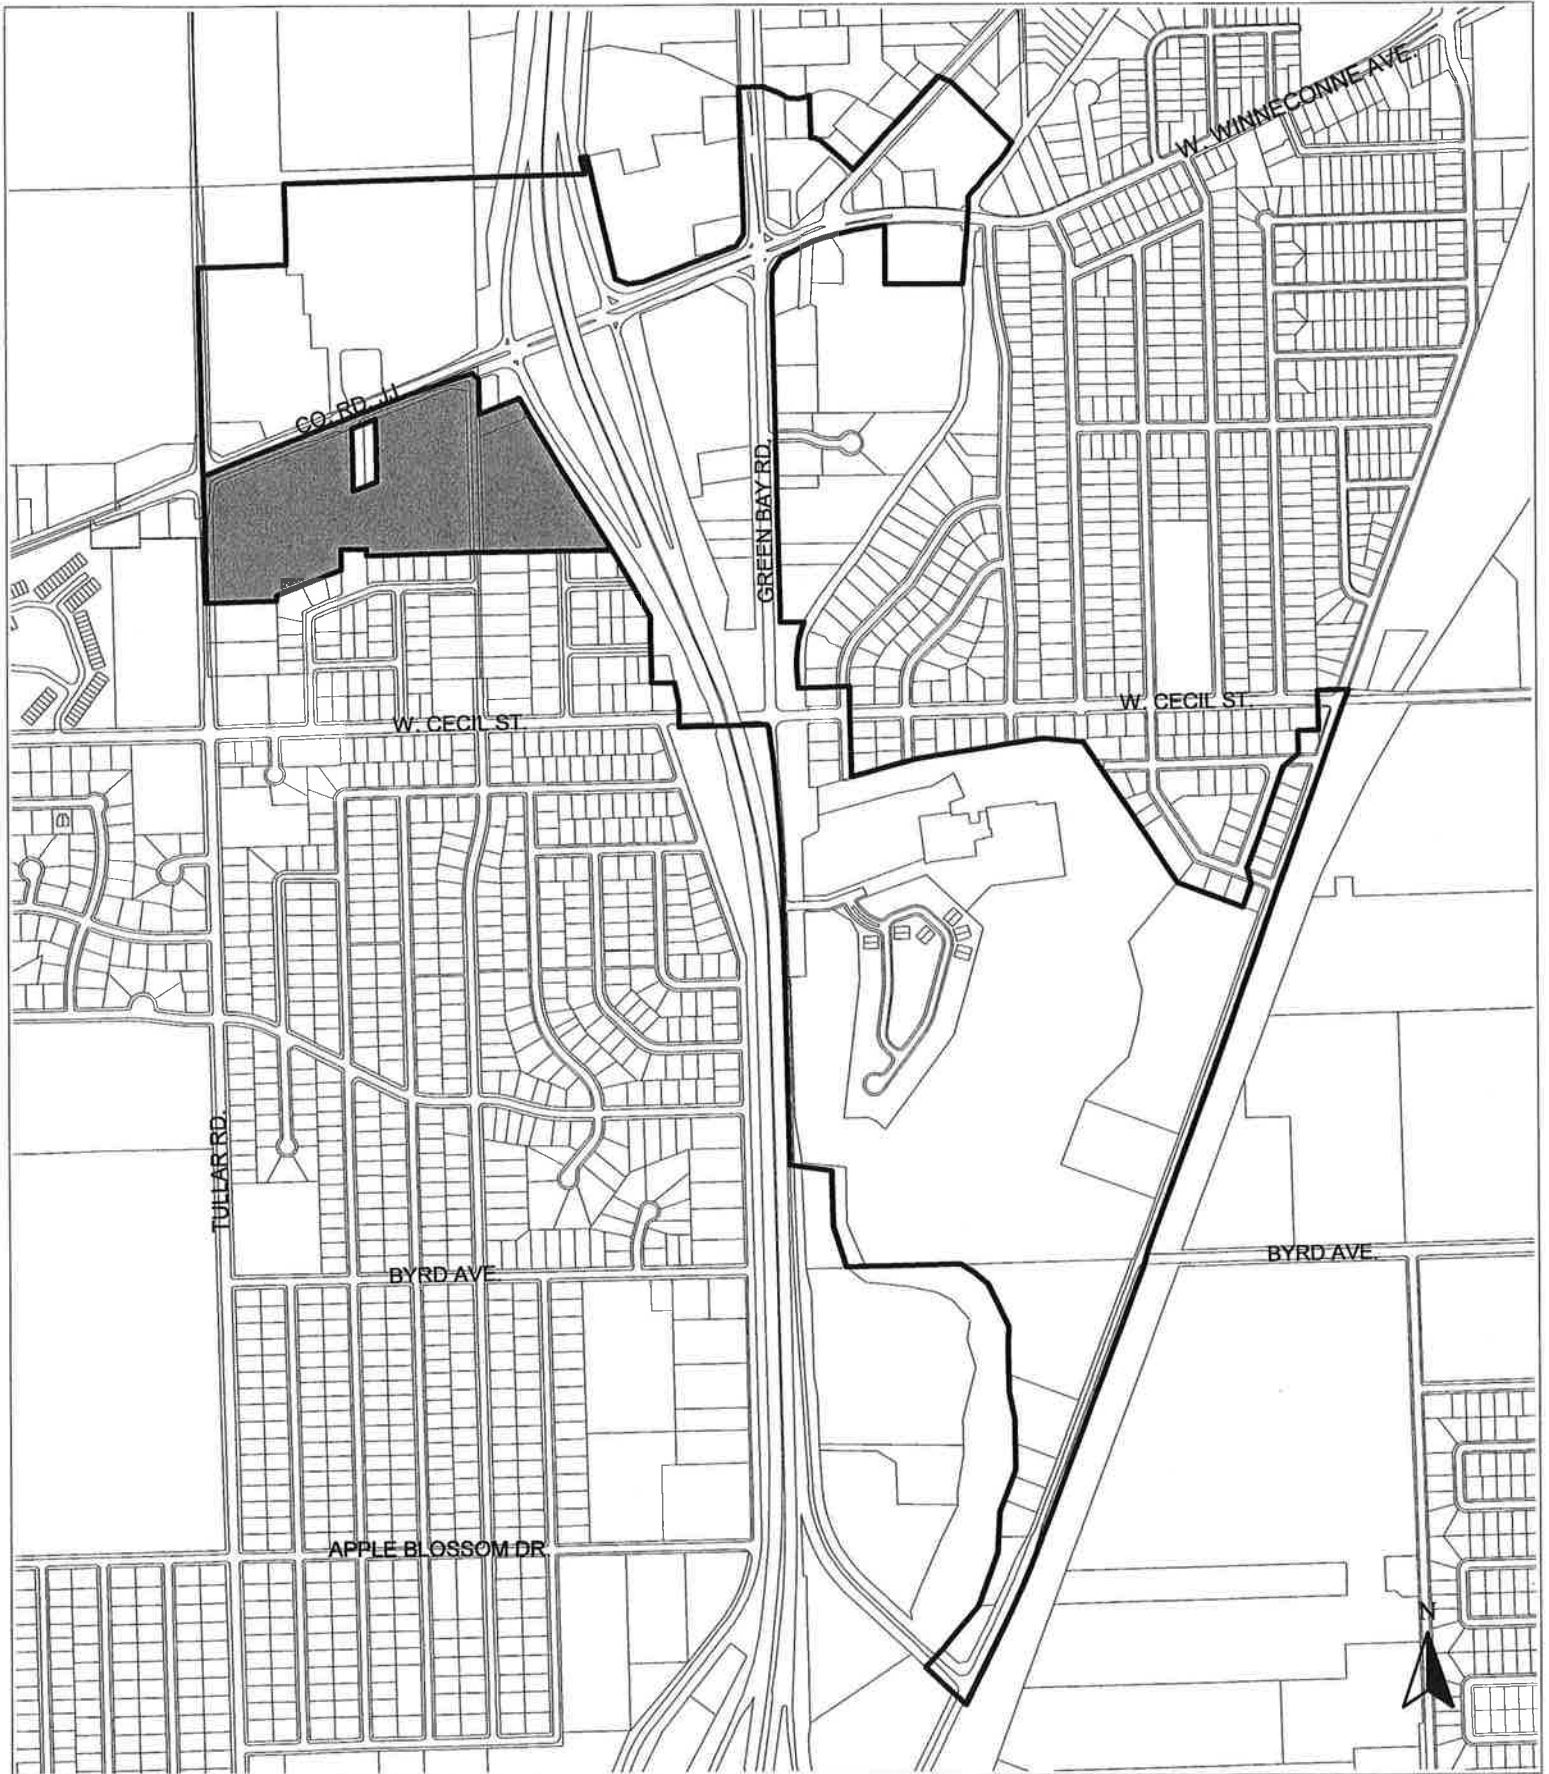 W. WINNECONNE AVE.
CO. RD. JJ
GREEN BAY RD.
W. CECIL ST.
W. CECIL ST.
TULLAR RD.
BYRD AVE.
BYRD AVE.
APPLE BLOSSOM DR.
N